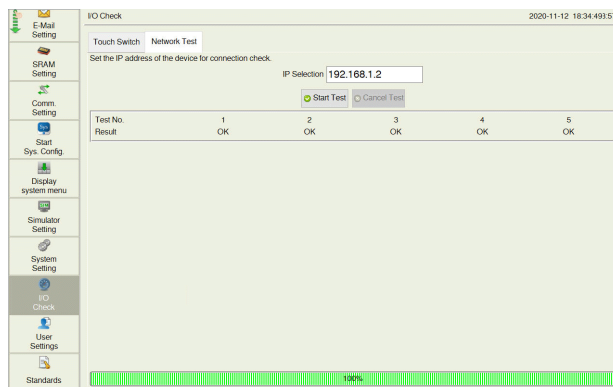 I/O Check
2020-11-12 18:34:49
E-Mail
Setting
SRAM
Setting
Comm.
Setting
Sys
Start
Sys. Config.
Display
system menu
Simulator
Setting
System
Setting
I/O
Check
User
Settings
Standards
Touch Switch Network Test
Set the IP address of the device for connection check.
IP Selection 192.168.1.2
Start Test Cancel Test
Test No. 1 2 3 4 5
Result OK OK OK OK OK
100%